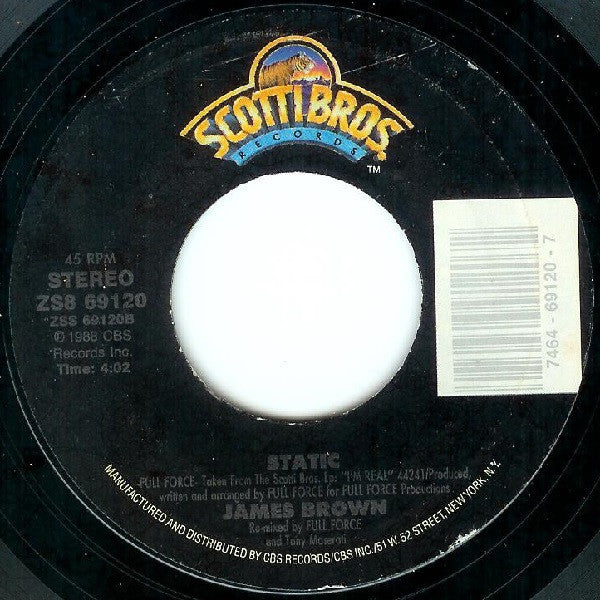 SCOTTI BROS.
RECORDS
TM
45 RPM
STEREO
ZS8 69120
*ZSS 69120B
© 1988 CBS
Records Inc.
Time: 4:02
7464-69120-7
STATIC
-FULL FORCE- Taken From The Scotti Bros. Lp: "I'M REAL" 44241/Produced,
written and arranged by FULL FORCE for FULL FORCE Productions.
JAMES BROWN
Re-mixed by FULL FORCE
and Tony Maserati
MANUFACTURED AND DISTRIBUTED BY CBS RECORDS/CBS INC./51 W. 52 STREET, NEW YORK, N.Y.